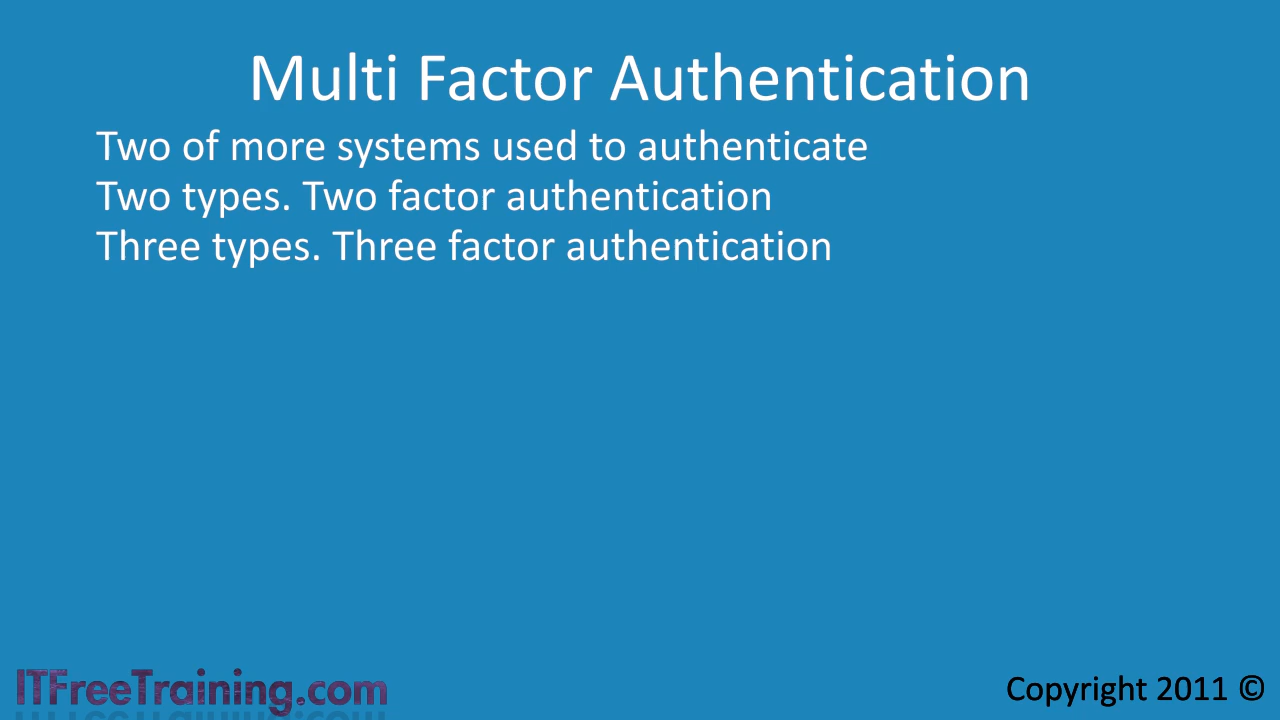 Multi Factor Authentication
Two of more systems used to authenticate
Two types. Two factor authentication
Three types. Three factor authentication
ITFreeTraining.com
Copyright 2011 ©